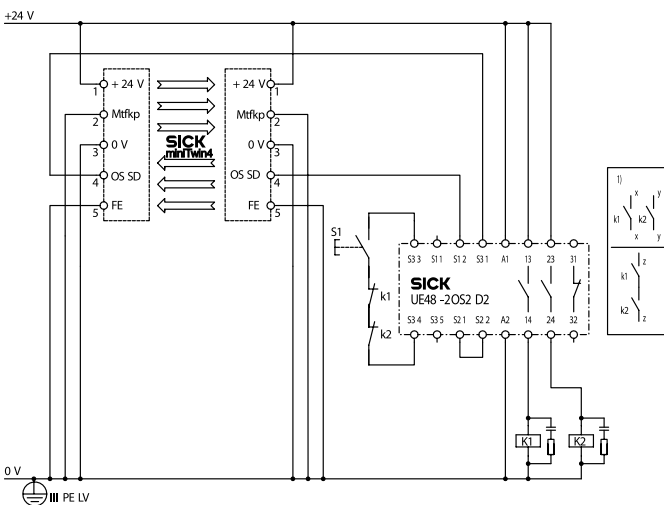 +24 V
1
+ 24 V
2
Mtfkp
3
0 V
4
OS SD
5
FE
SICK
miniTwin4
+ 24 V
1
Mtfkp
2
0 V
3
OS SD
4
FE
5
S1
k1
k2
S3 3
S1 1
S1 2
S3 1
A1
13
23
31
SICK
UE48 -2OS2 D2
S3 4
S3 5
S2 1
S2 2
A2
14
24
32
1)
x
y
k1
k2
x
y
z
k1
k2
z
K1
K2
0 V
III PE LV